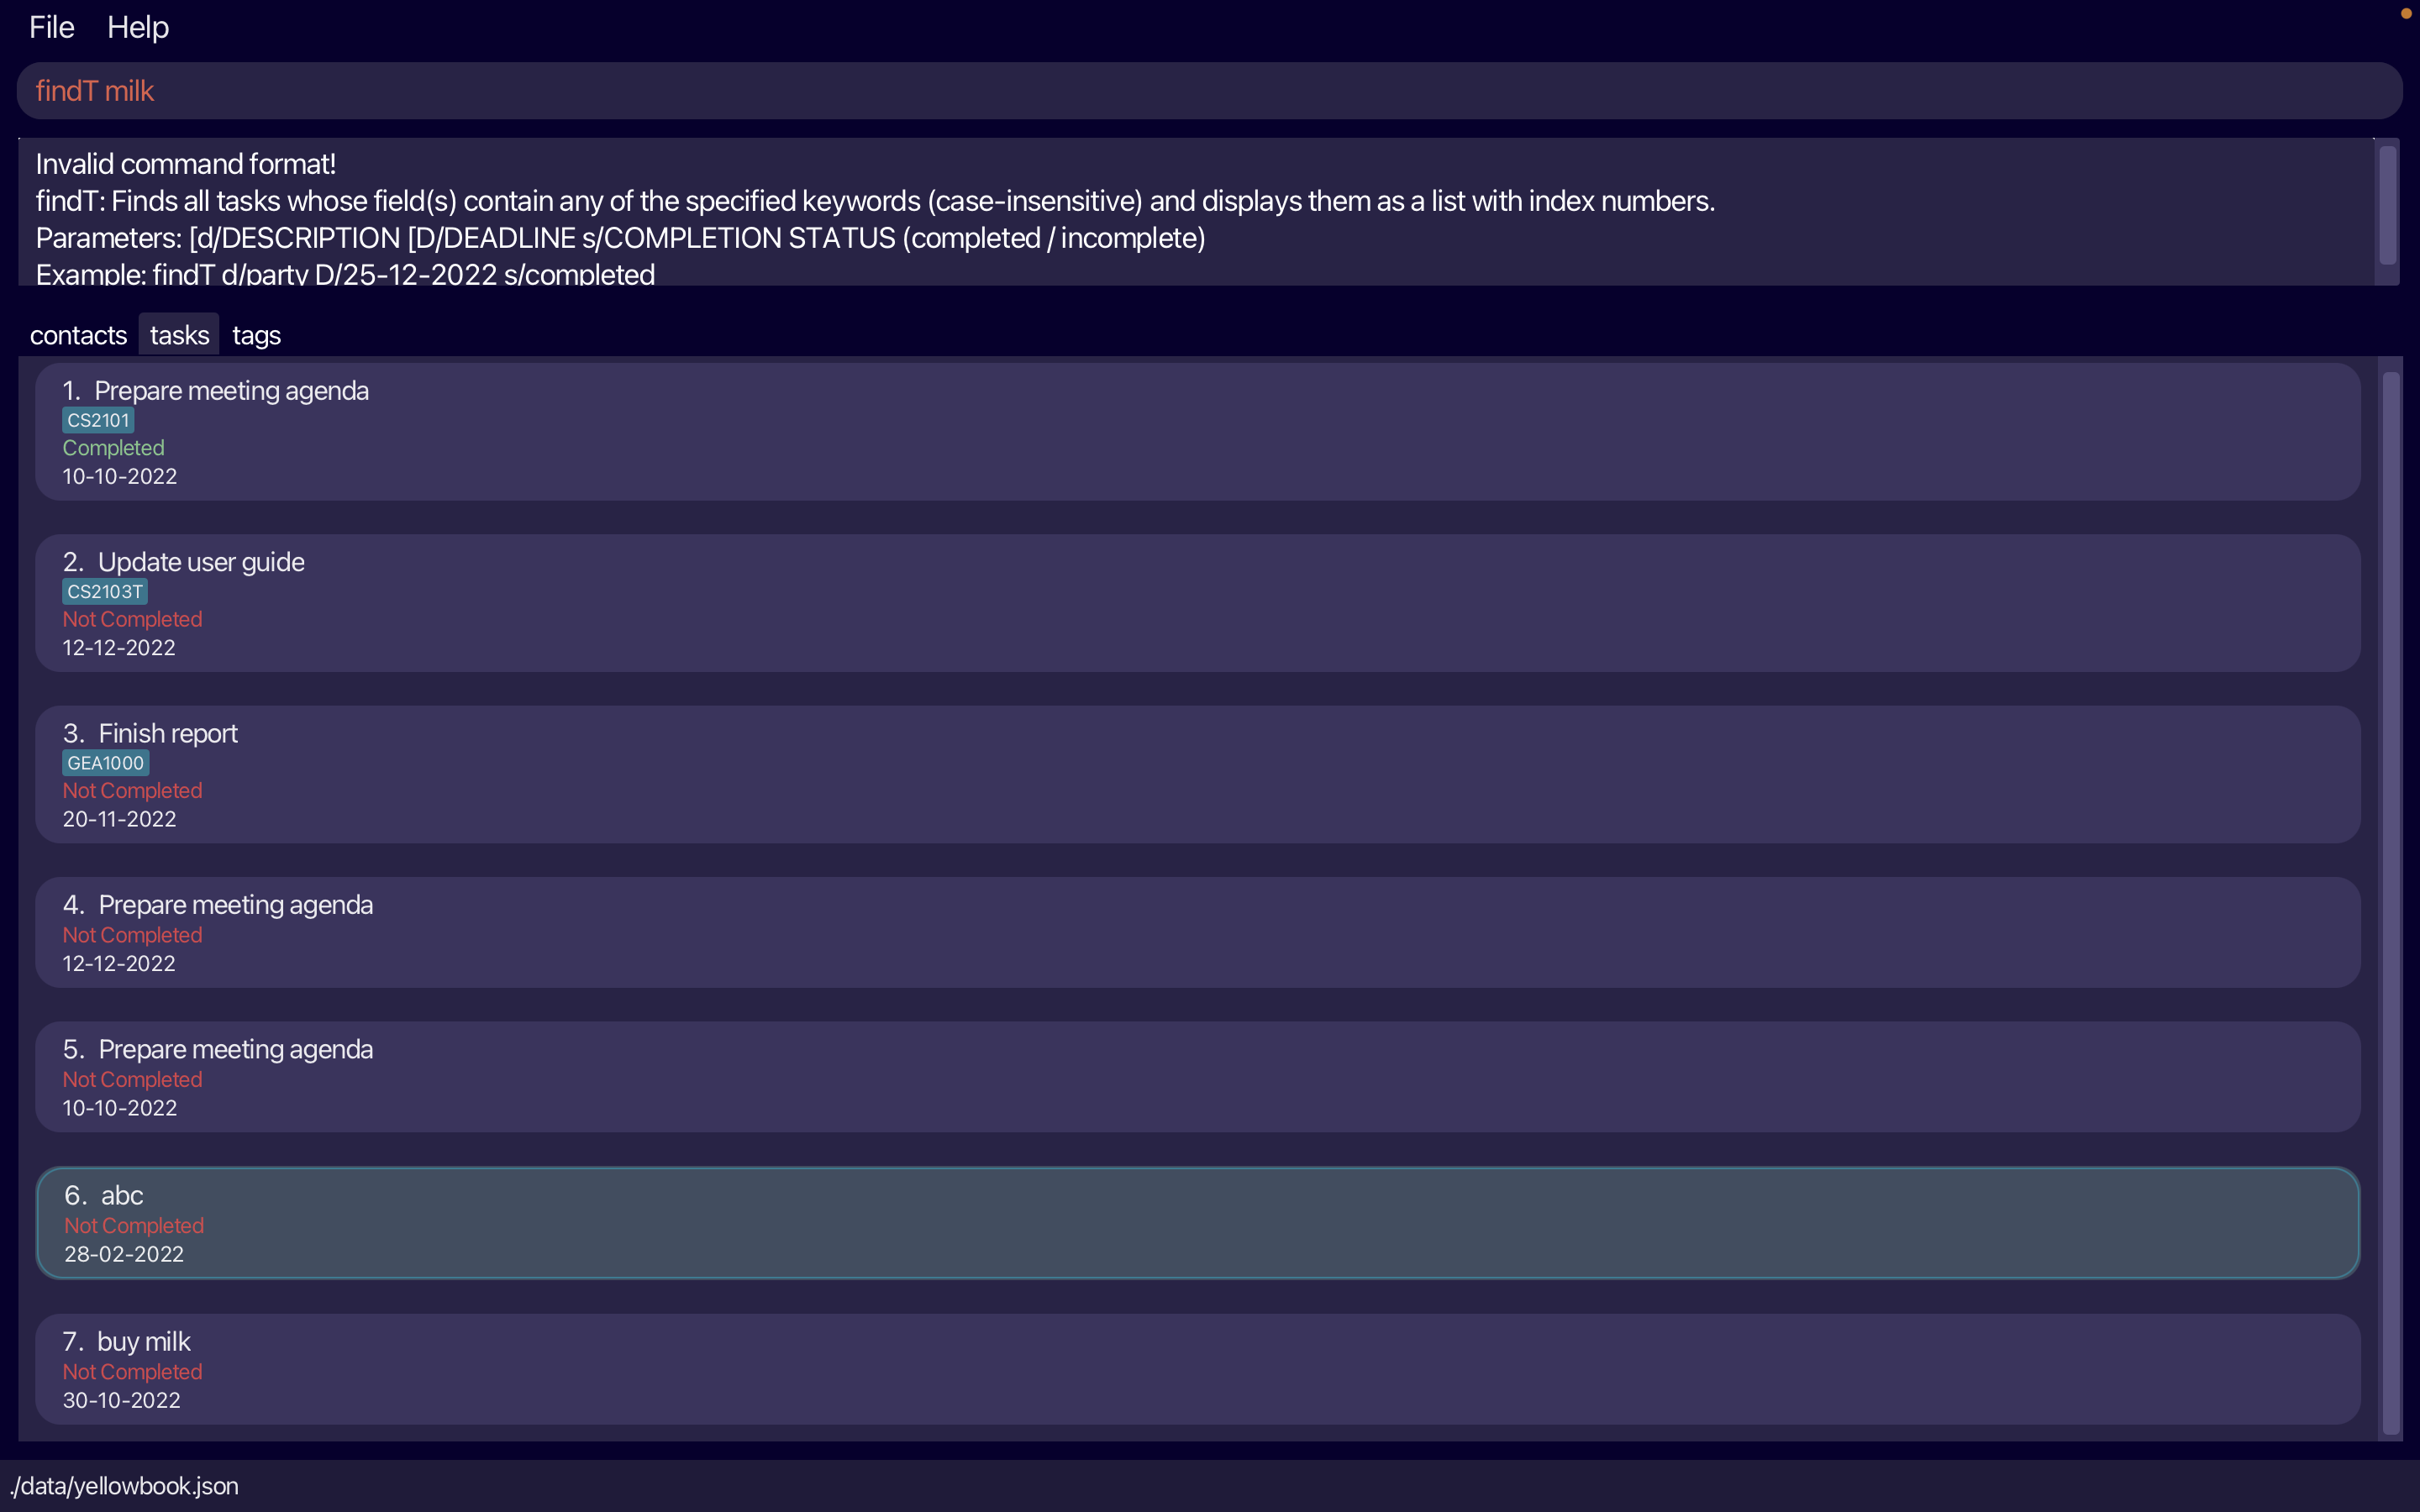 File Help
findT milk
Invalid command format!
findT: Finds all tasks whose field(s) contain any of the specified keywords (case-insensitive) and displays them as a list with index numbers.
Parameters: [d/DESCRIPTION [D/DEADLINE s/COMPLETION STATUS (completed / incomplete)
Example: findT d/party D/25-12-2022 s/completed
contacts tasks tags
1. Prepare meeting agenda
CS2101
Completed
10-10-2022
2. Update user guide
CS2103T
Not Completed
12-12-2022
3. Finish report
GEA1000
Not Completed
20-11-2022
4. Prepare meeting agenda
Not Completed
12-12-2022
5. Prepare meeting agenda
Not Completed
10-10-2022
6. abc
Not Completed
28-02-2022
7. buy milk
Not Completed
30-10-2022
./data/yellowbook.json